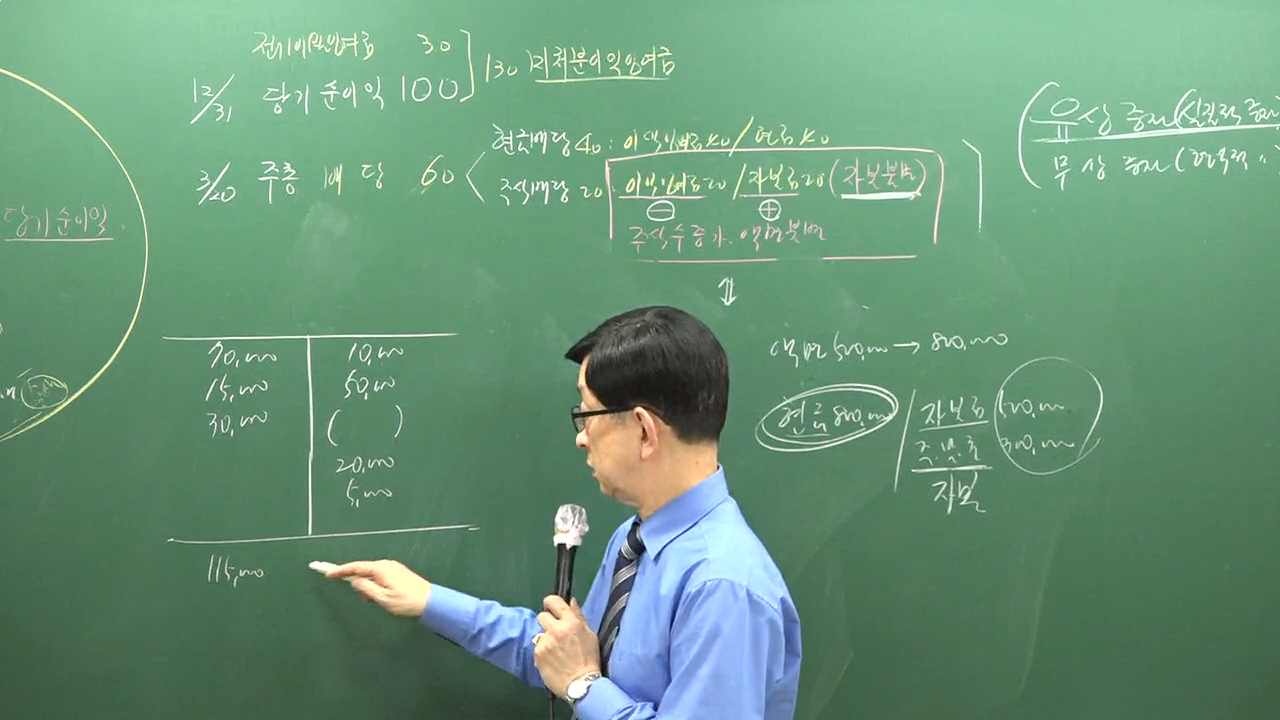 전기이월이익잉여금 30
12/31 당기순이익 100 130 미처분이익잉여금
3/20 주총 배당 60
현금배당 40: 이익잉여금 40 / 현금 40
주식배당 20: 이익잉여금 20 / 자본금 20 (자본불변)
⊖ ⊕
주식수증가. 액면불변
⇕
유상증자(실질적 증자
무상증자(형식적
당기순이익
70,000 10,000
15,000 50,000
30,000 ( )
20,000
5,000
115,000
액면 500,000 → 800,000
현금 800,000 / 자본금 500,000
주.발.초 300,000
자본